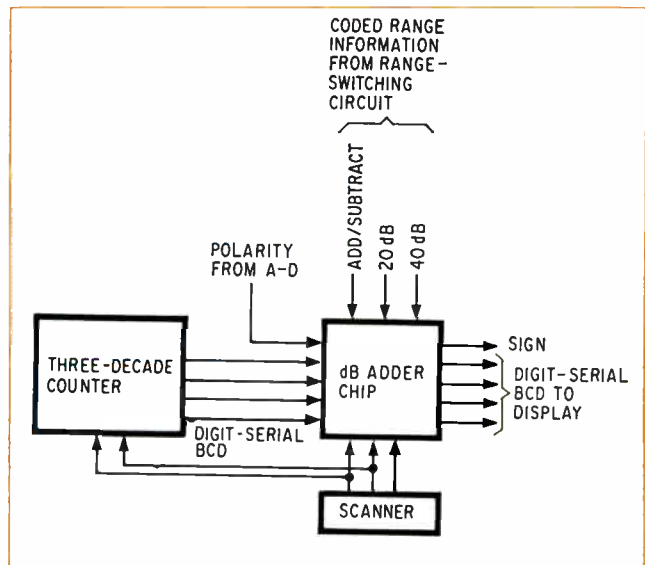 CODED RANGE
INFORMATION
FROM RANGE-
SWITCHING
CIRCUIT
ADD/SUBTRACT
20 dB
40 dB
POLARITY
FROM A-D
THREE-DECADE
COUNTER
dB ADDER
CHIP
SIGN
DIGIT-SERIAL
BCD TO
DISPLAY
DIGIT-SERIAL
BCD
SCANNER